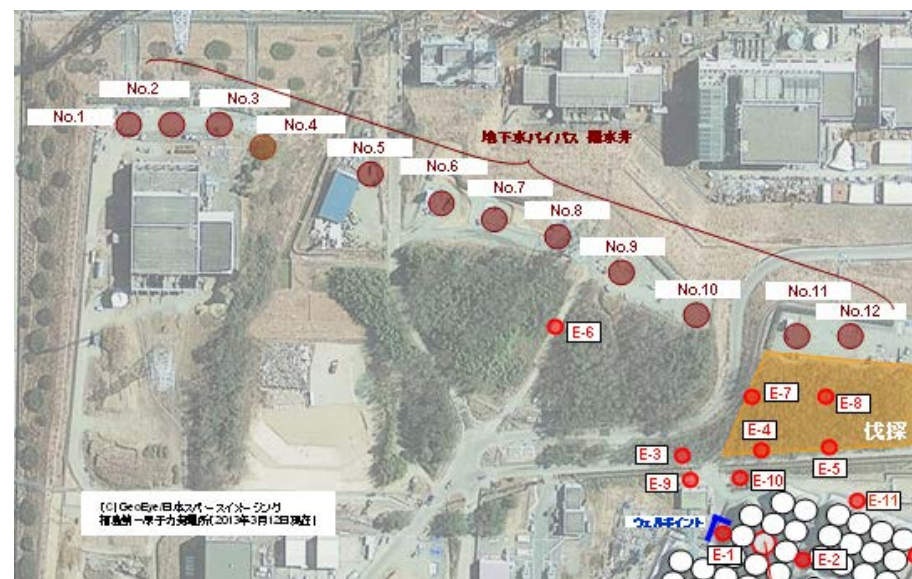 No.1
No.2
No.3
No.4
No.5
No.6
No.7
No.8
No.9
No.10
No.11
No.12
地下水バイパス 揚水井
E-6
E-7
E-8
E-4
伐採
E-3
E-5
E-9
E-10
E-11
ウェルポイント
E-1
E-2
(C)GeoEye/日本スペースイメージング
福島第一原子力発電所(2013年3月12日現在)